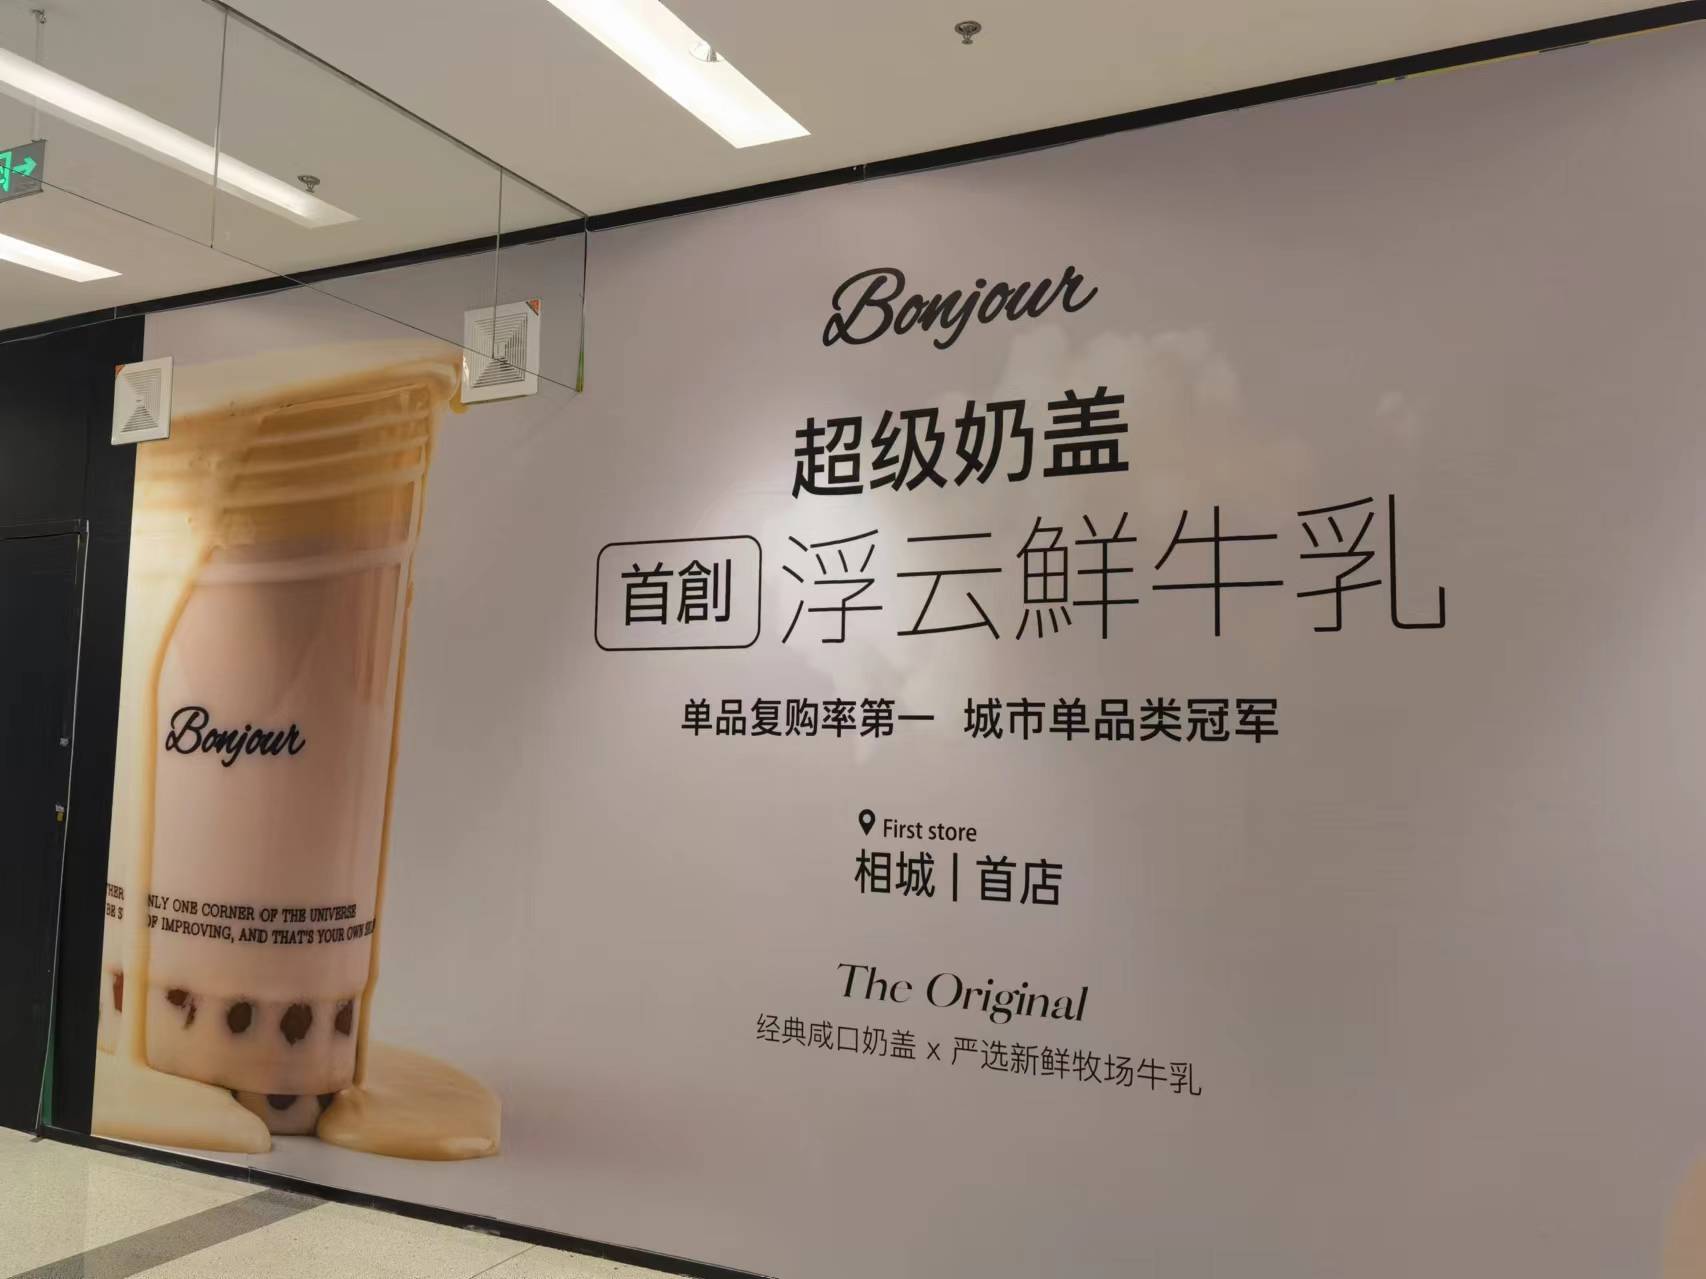 Bonjour
超级奶盖
首創 浮云鮮牛乳
单品复购率第一 城市单品类冠军
First store
相城 | 首店
The Original
经典咸口奶盖 x 严选新鲜牧场牛乳
Bonjour
NLY ONE CORNER OF THE UNIVERSE
OF IMPROVING, AND THAT'S YOUR OWN